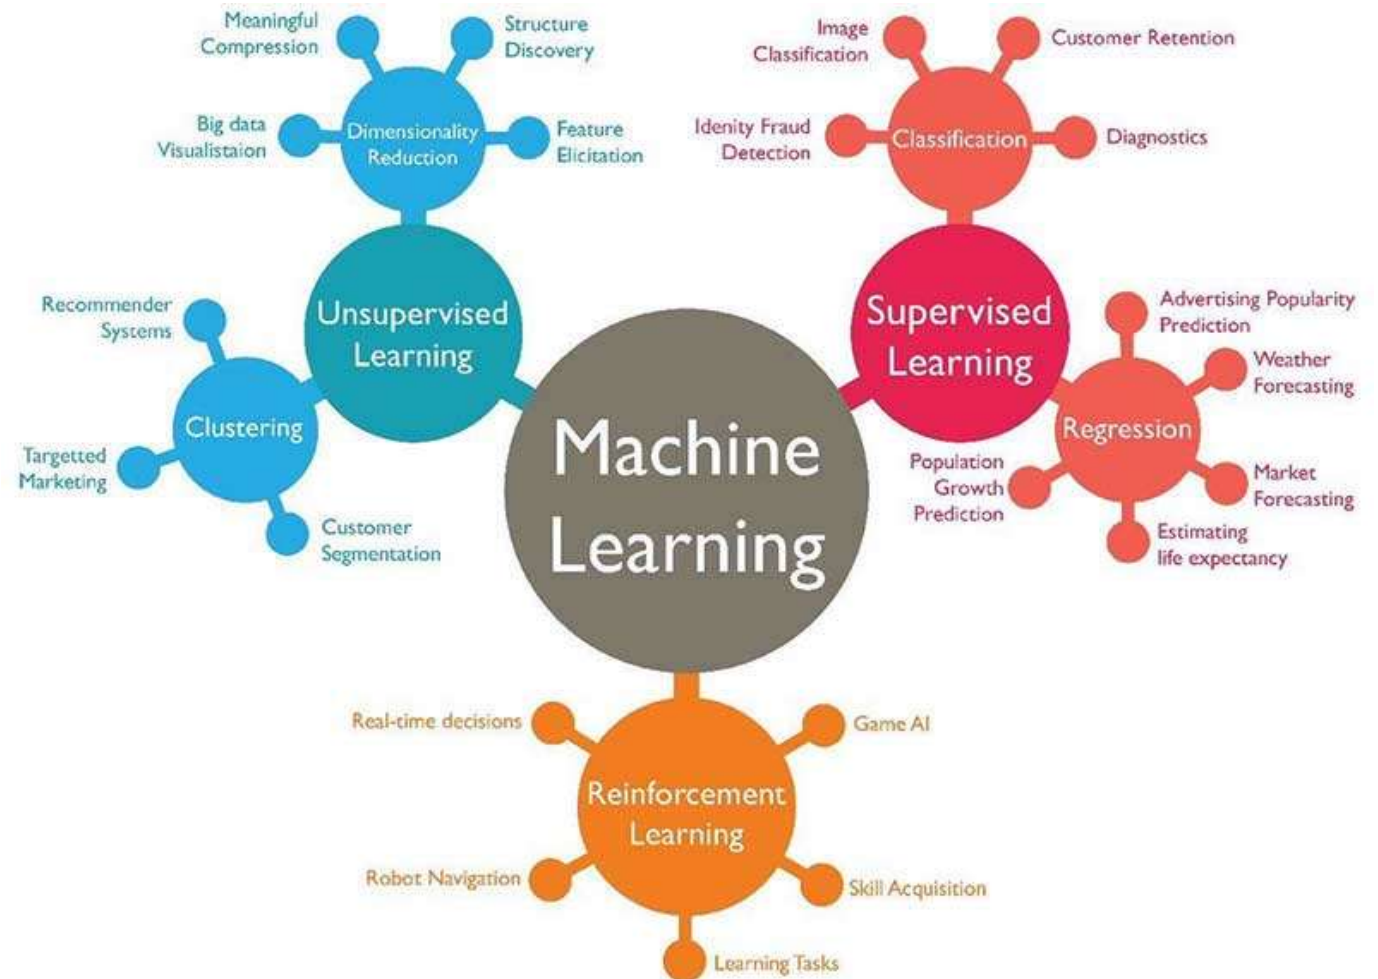 Meaningful
Compression
Structure
Discovery
Big data
Visualistaion
Dimensionality
Reduction
Feature
Elicitation
Image
Classification
Customer Retention
Idenity Fraud
Detection
Classification
Diagnostics
Recommender
Systems
Unsupervised
Learning
Clustering
Targetted
Marketing
Customer
Segmentation
Supervised
Learning
Advertising Popularity
Prediction
Weather
Forecasting
Regression
Population
Growth
Prediction
Market
Forecasting
Estimating
life expectancy
Machine
Learning
Real-time decisions
Game AI
Reinforcement
Learning
Robot Navigation
Skill Acquisition
Learning Tasks